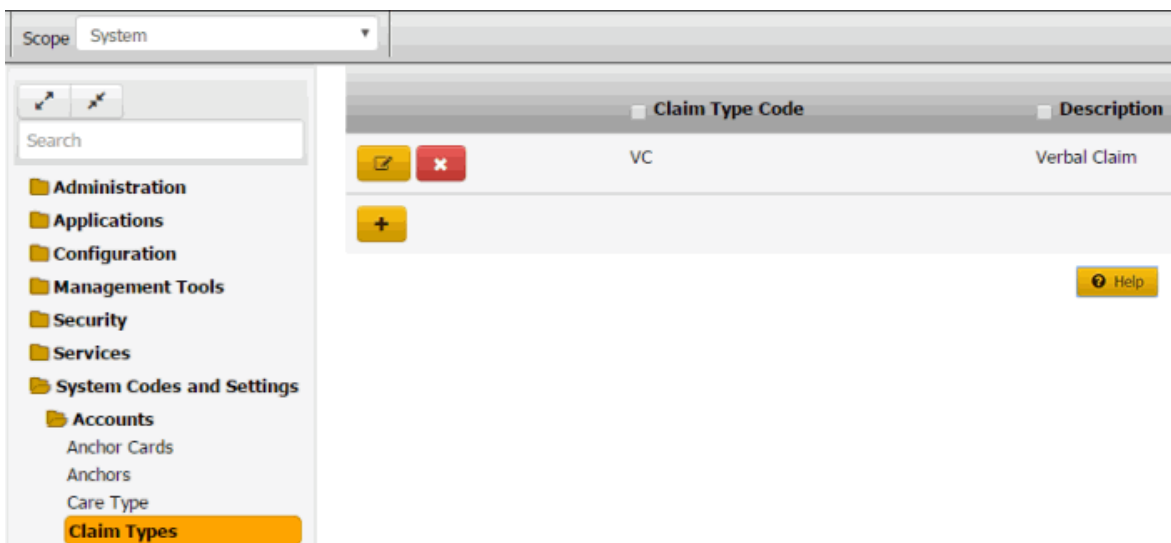 Scope System
Search
Administration
Applications
Configuration
Management Tools
Security
Services
System Codes and Settings
Accounts
Anchor Cards
Anchors
Care Type
Claim Types
Claim Type Code Description
VC Verbal Claim
Help